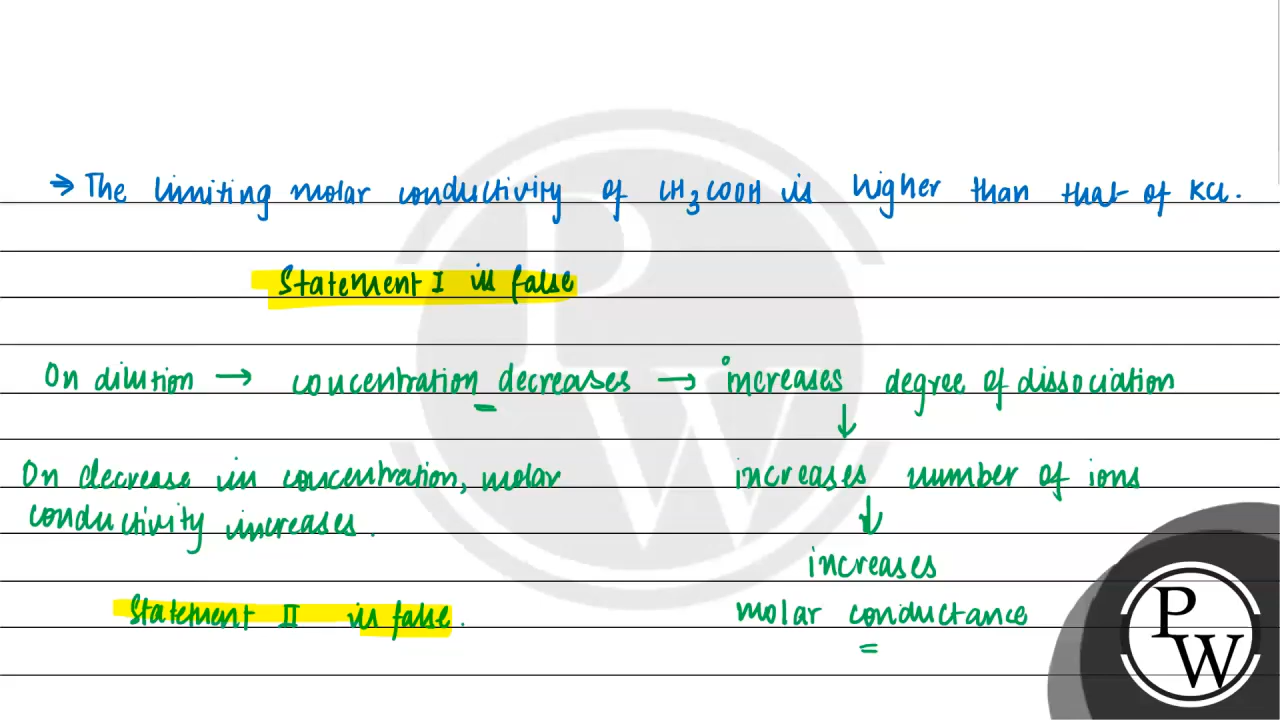 → The limiting molar conductivity of CH3COOH is higher than that of KCl.
Statement I is false
On dilution → concentration decreases → increases degree of dissociation
↓
On decrease in concentration, molar
conductivity increases.
increases number of ions
↓
increases
molar conductance
Statement II is false.
PW
PW